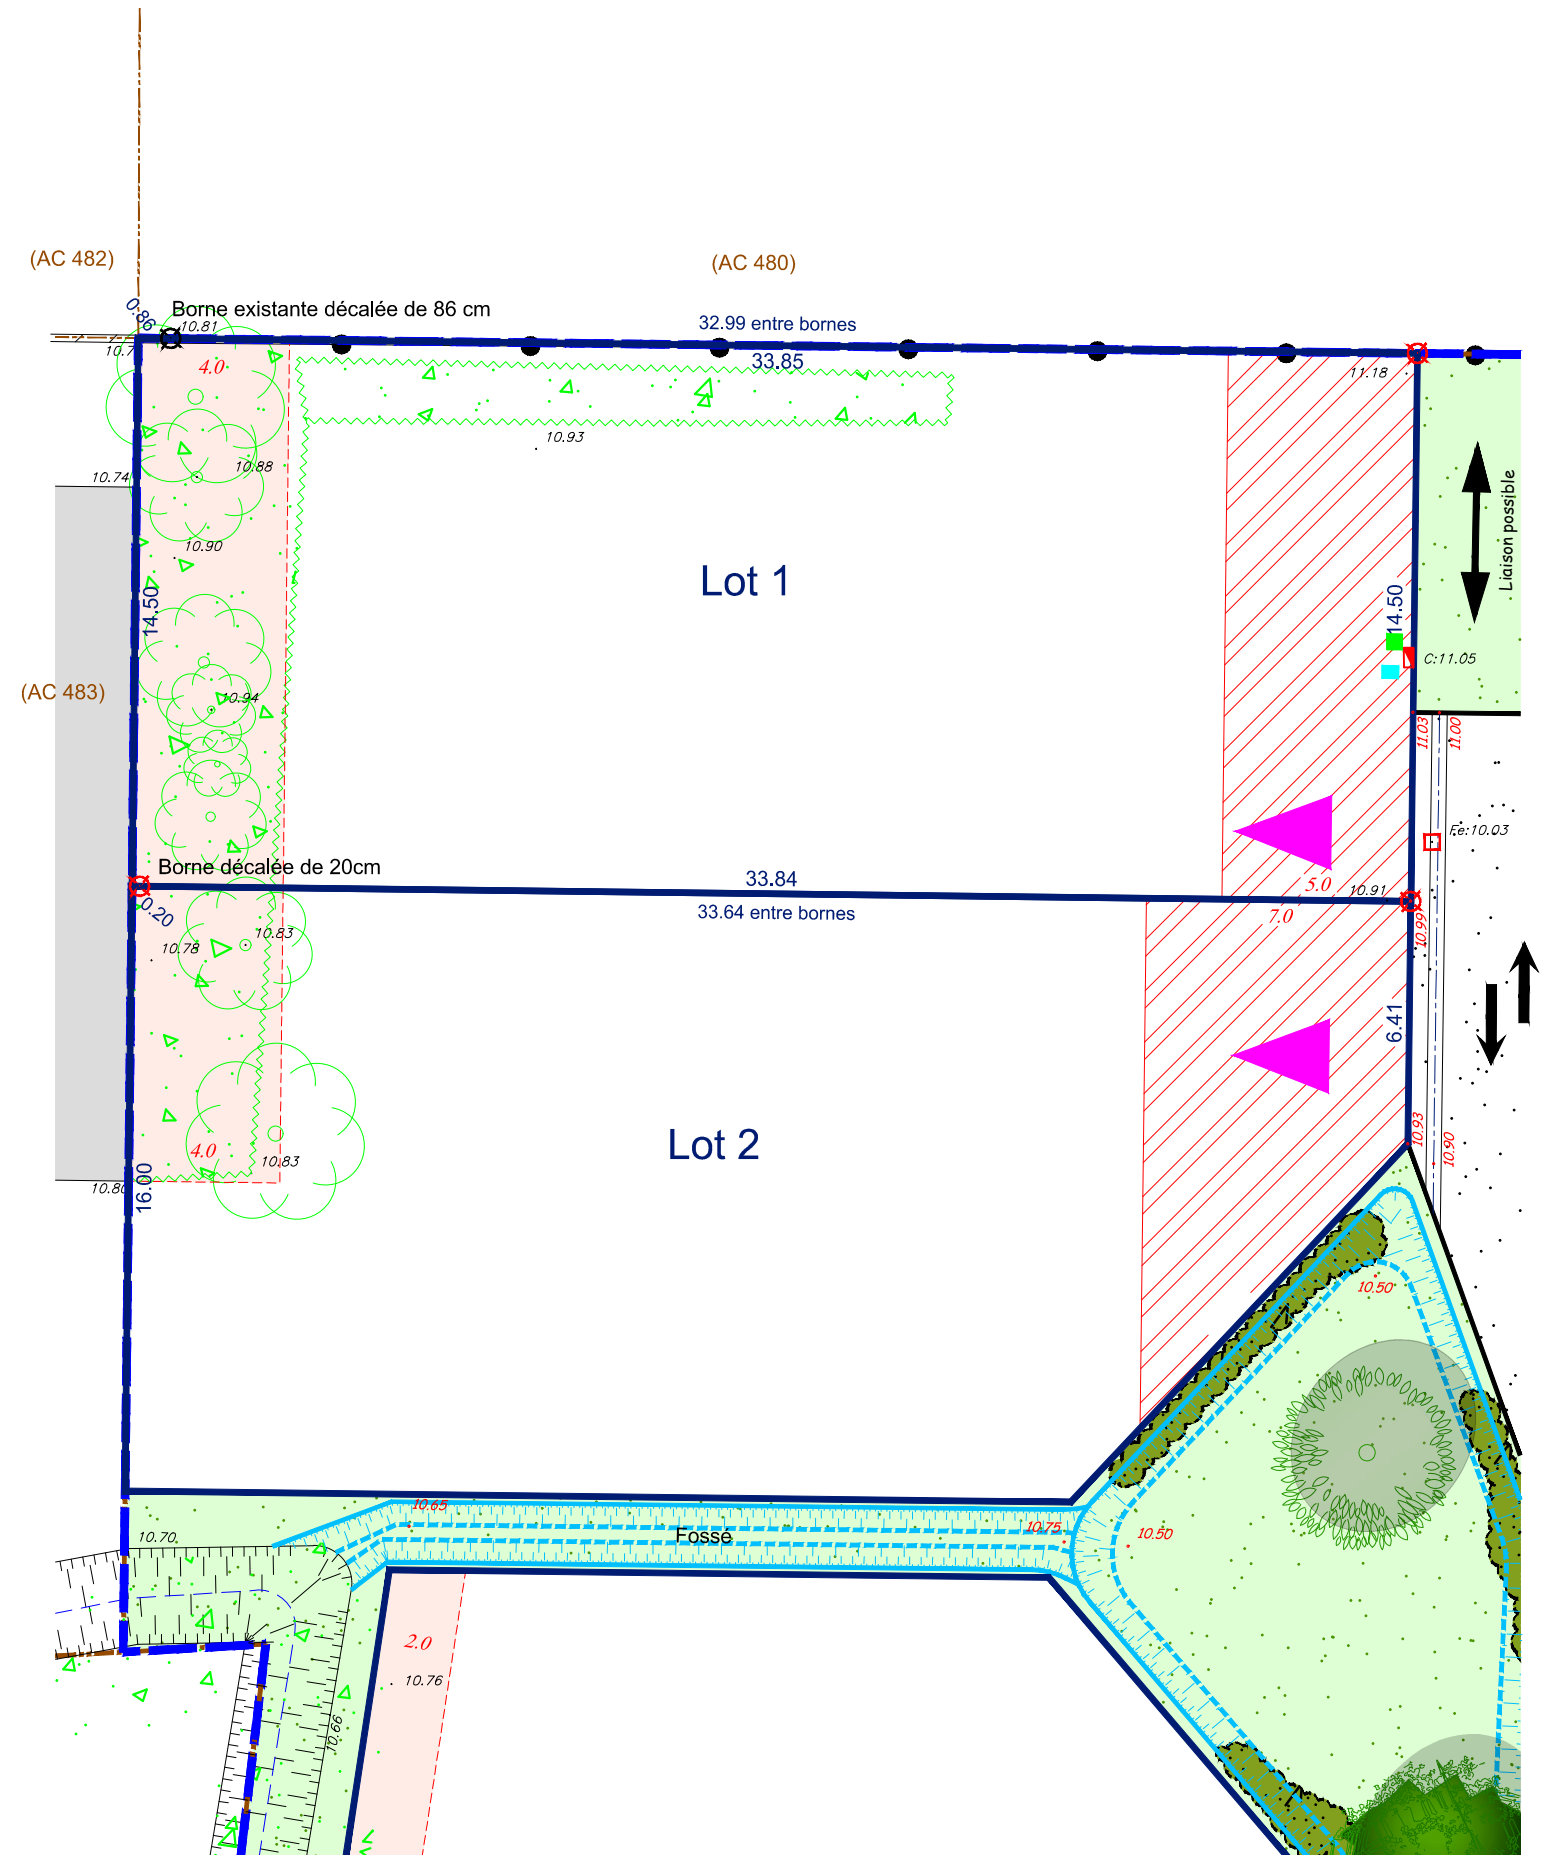 (AC 482)
(AC 480)
0.86
Borne existante décalée de 86 cm
10.81
32.99 entre bornes
10.7
4.0
33.85
11.18
10.93
10.88
10.74
Liaison possible
10.90
Lot 1
14.50
14.50
C:11.05
(AC 483)
10.94
11.03
11.00
Fe:10.03
Borne décalée de 20cm
33.84
5.0
10.91
0.20
33.64 entre bornes
7.0
10.83
10.99
10.78
6.41
Lot 2
10.93
10.90
4.0
10.83
16.00
10.80
10.50
10.65
10.70
Fossé
10.75
10.50
2.0
10.76
10.66